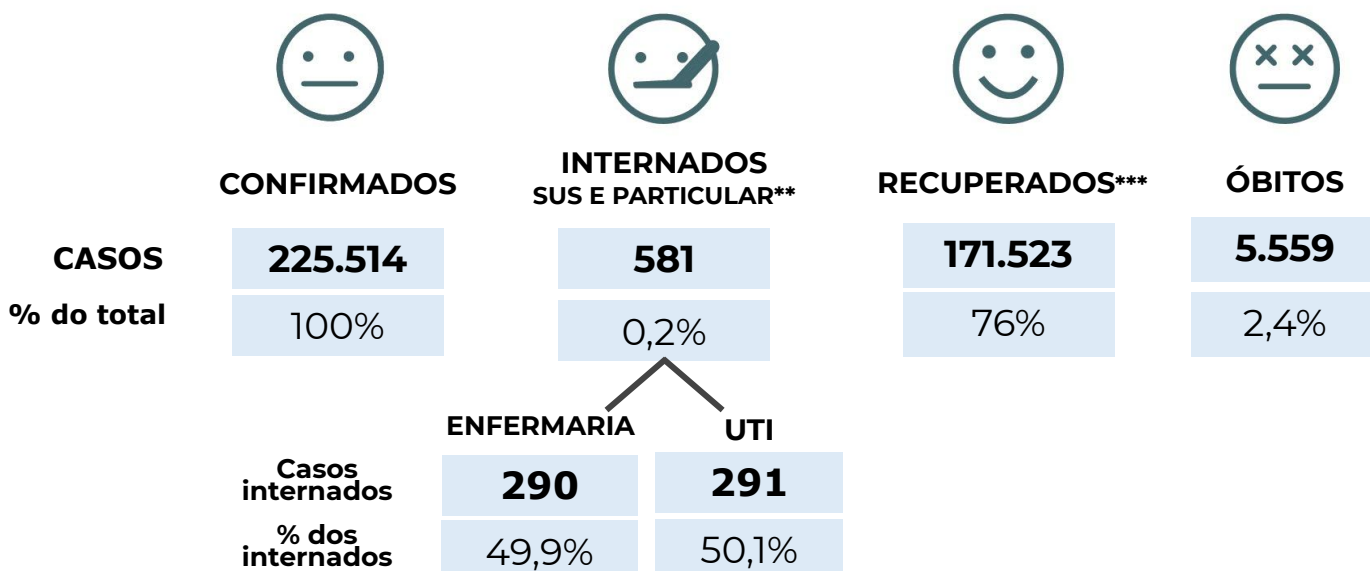 CONFIRMADOS
INTERNADOS
SUS E PARTICULAR**
RECUPERADOS***
ÓBITOS
CASOS
225.514
581
171.523
5.559
% do total
100%
0,2%
76%
2,4%
ENFERMARIA
UTI
Casos
internados
290
291
% dos
internados
49,9%
50,1%